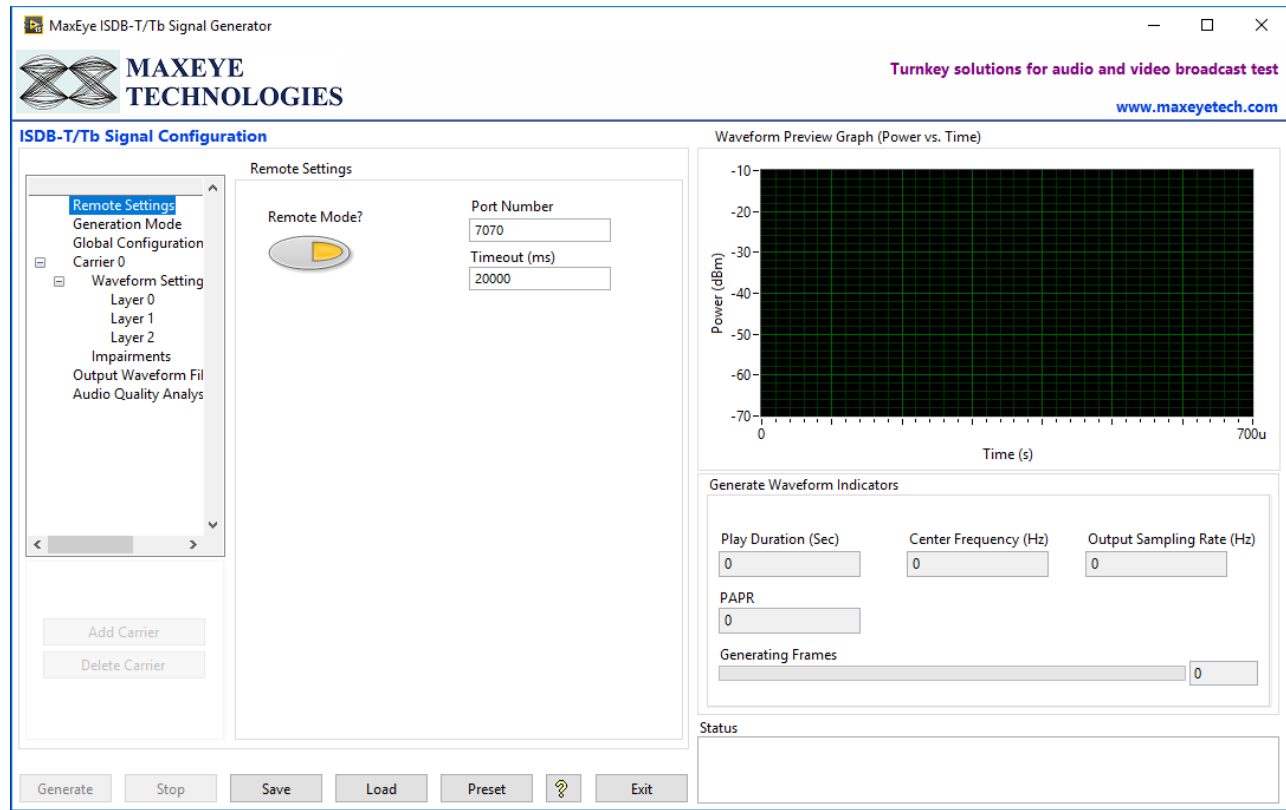 MaxEye ISDB-T/Tb Signal Generator
MAXEYE
TECHNOLOGIES
Turnkey solutions for audio and video broadcast test
www.maxeyetech.com
ISDB-T/Tb Signal Configuration
Remote Settings
Generation Mode
Global Configuration
Carrier 0
Waveform Setting
Layer 0
Layer 1
Layer 2
Impairments
Output Waveform Fil
Audio Quality Analys
Add Carrier
Delete Carrier
Remote Settings
Remote Mode?
Port Number
7070
Timeout (ms)
20000
Waveform Preview Graph (Power vs. Time)
Power (dBm)
-10
-20
-30
-40
-50
-60
-70
0 700u
Time (s)
Generate Waveform Indicators
Play Duration (Sec) Center Frequency (Hz) Output Sampling Rate (Hz)
0 0 0
PAPR
0
Generating Frames
0
Status
Generate Stop Save Load Preset ? Exit